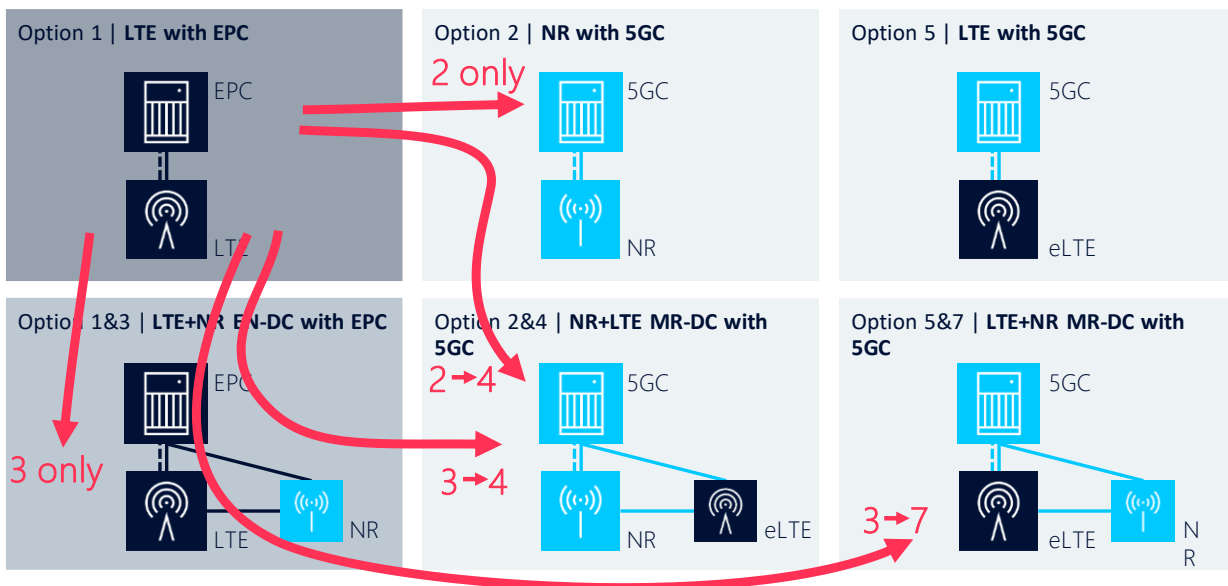 Option 1 | LTE with EPC
EPC
LTE
Option 2 | NR with 5GC
2 only
5GC
NR
Option 5 | LTE with 5GC
5GC
eLTE
Option 1&3 | LTE+NR EN-DC with EPC
EPC
3 only
LTE
NR
Option 2&4 | NR+LTE MR-DC with
5GC
2→4
5GC
3→4
NR
eLTE
Option 5&7 | LTE+NR MR-DC with
5GC
5GC
3→7
eLTE
N
R